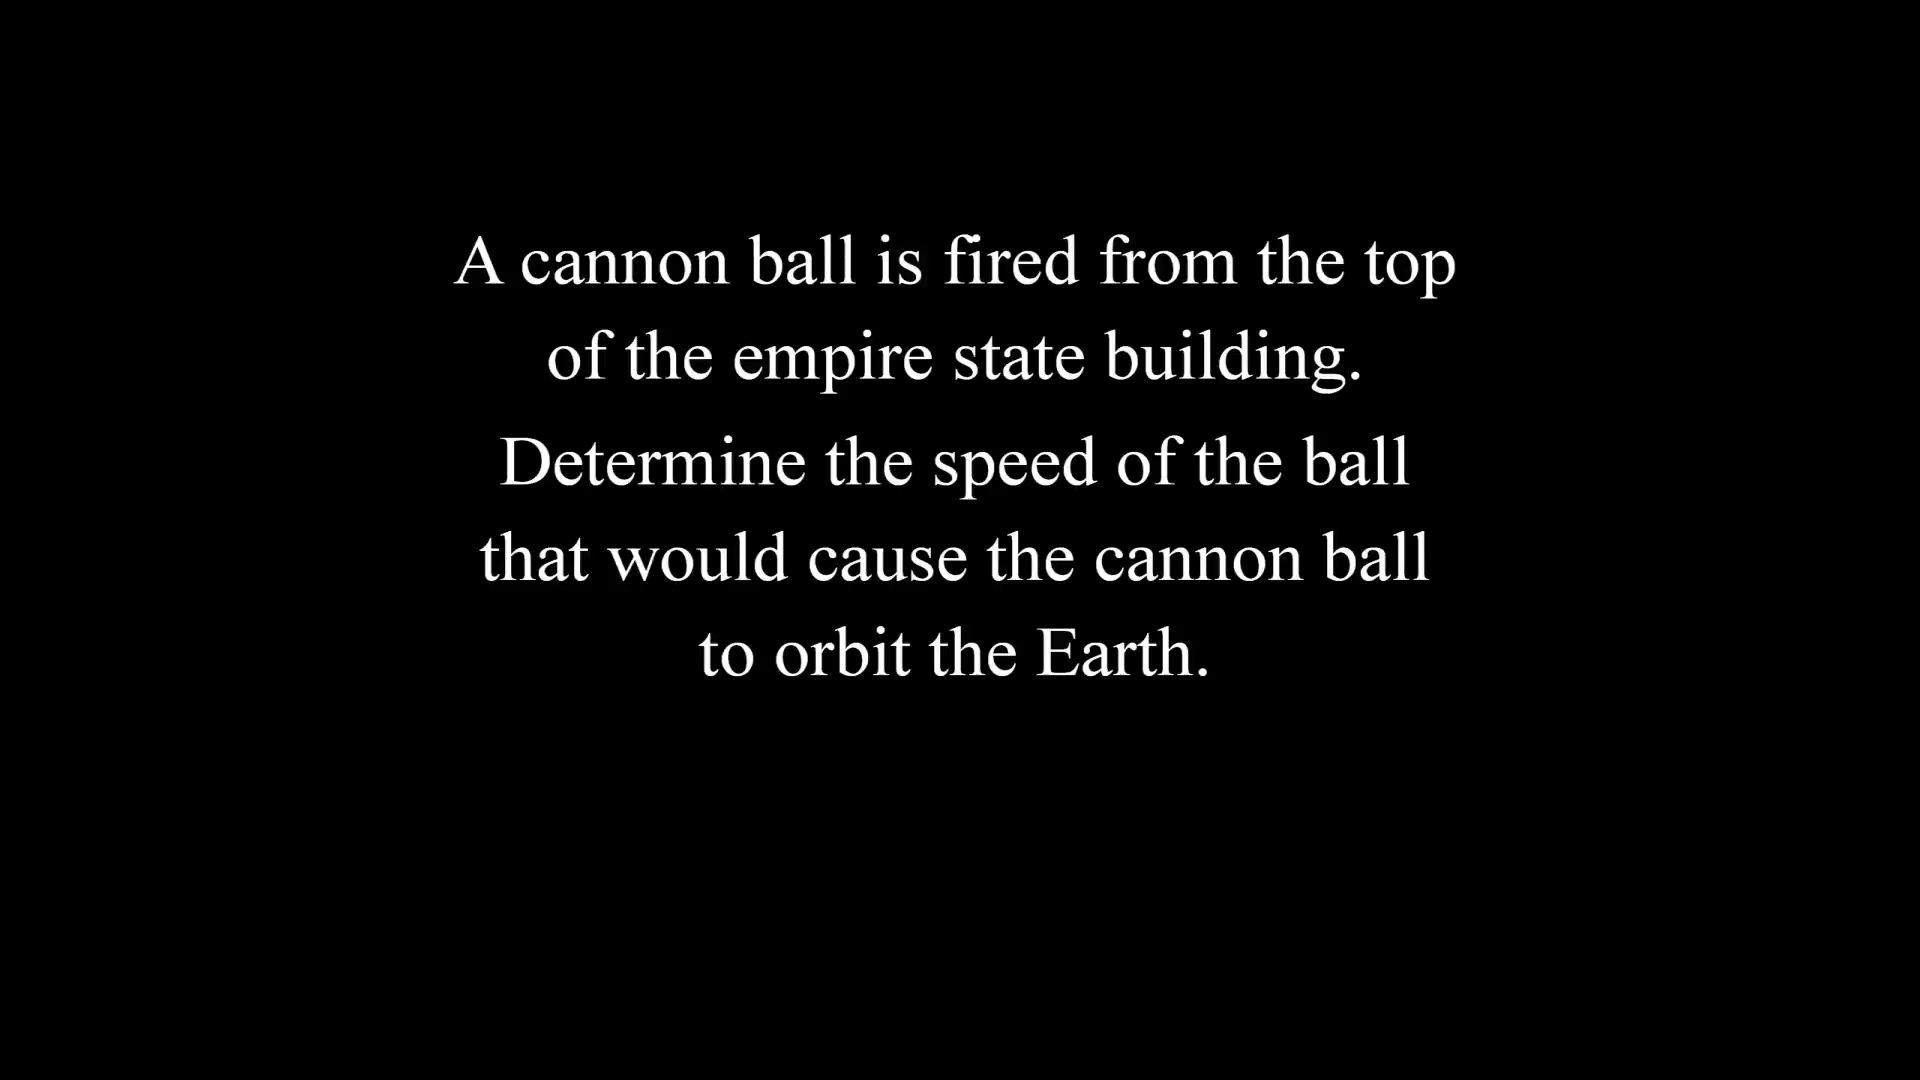 A cannon ball is fired from the top
of the empire state building.
Determine the speed of the ball
that would cause the cannon ball
to orbit the Earth.